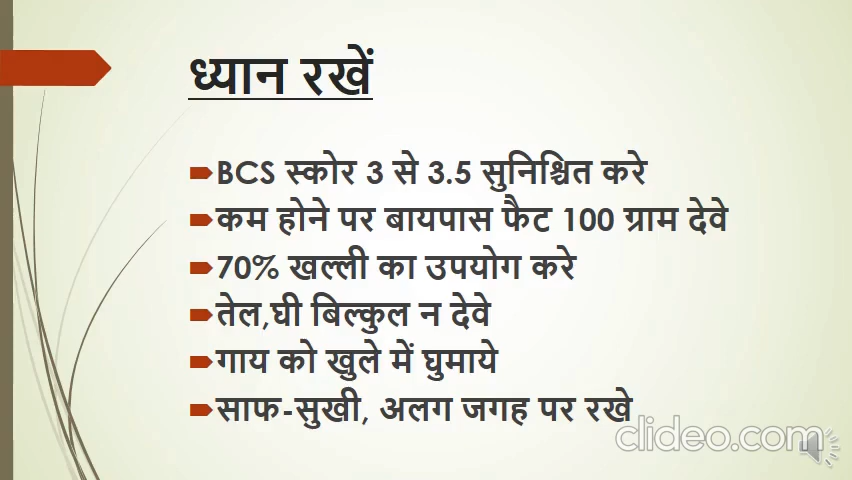 ध्यान रखें
BCS स्कोर 3 से 3.5 सुनिश्चित करे
कम होने पर बायपास फैट 100 ग्राम देवे
70% खल्ली का उपयोग करे
तेल,घी बिल्कुल न देवे
गाय को खुले में घुमाये
साफ-सुखी, अलग जगह पर रखे
clideo.com